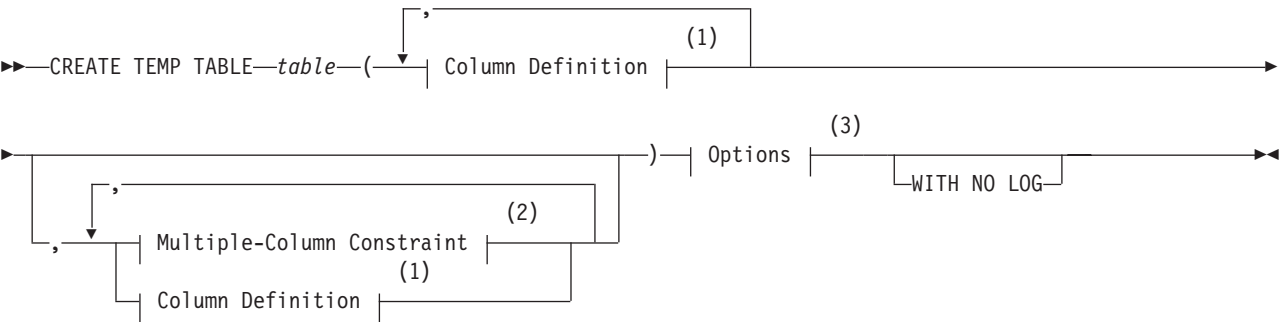 ,
(1)
CREATE TEMP TABLE table ( Column Definition
(3)
) Options
WITH NO LOG
,
(2)
, Multiple-Column Constraint
(1)
Column Definition